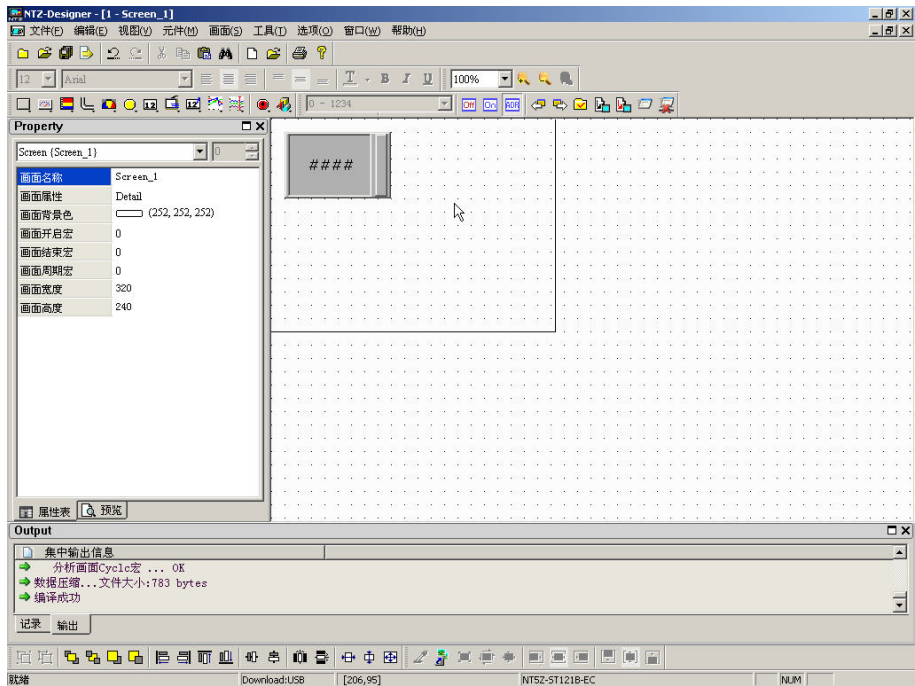 NTZ-Designer - [1 - Screen_1]
文件(F) 编辑(E) 视图(V) 元件(M) 画面(S) 工具(T) 选项(O) 窗口(W) 帮助(H)
12 Arial T B I U 100%
0 - 1234 Off On ADR
Property
Screen {Screen_1} 0
画面名称 Screen_1
画面属性 Detail
画面背景色 (252, 252, 252)
画面开启宏 0
画面结束宏 0
画面周期宏 0
画面宽度 320
画面高度 240
####
属性表 预览
Output
集中输出信息
分析画面Cyclc宏 ... OK
数据压缩...文件大小:783 bytes
编译成功
记录 输出
就绪 Download:USB [206,95] NT5Z-ST121B-EC NUM